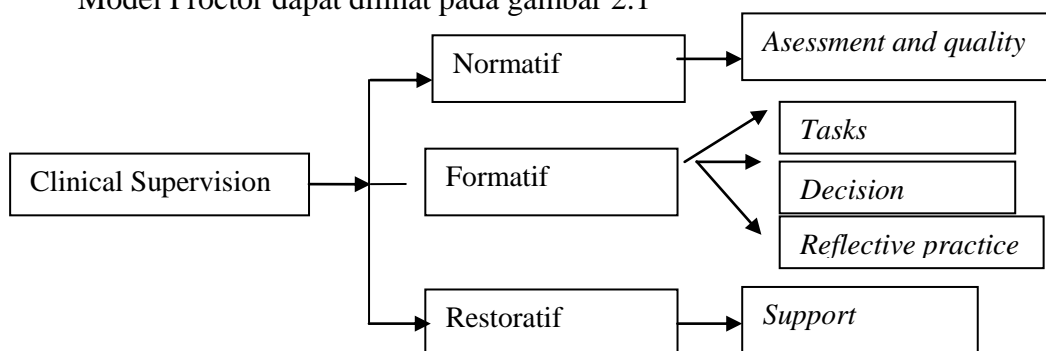 Model Proctor dapat dilihat pada gambar 2.1
Asessment and quality
Normatif
Tasks
Clinical Supervision
Formatif
Decision
Reflective practice
Restoratif
Support